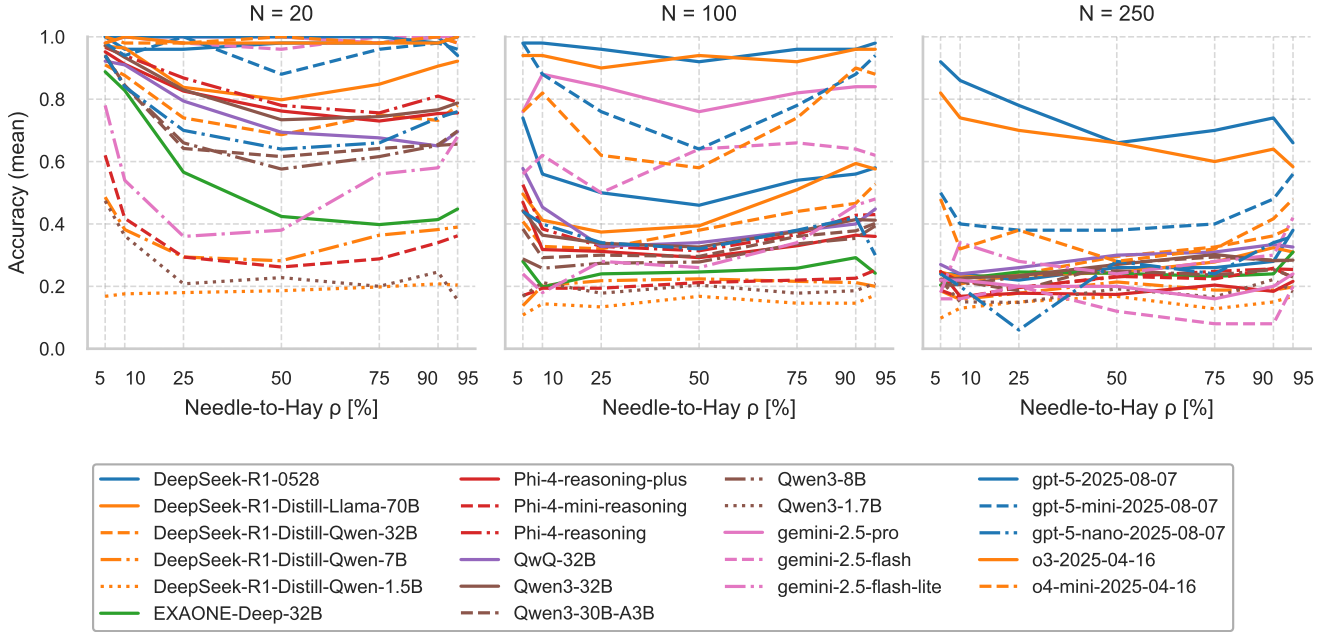 N = 20
N = 100
N = 250
Accuracy (mean)
1.0
0.8
0.6
0.4
0.2
0.0
5 10 25 50 75 90 95
5 10 25 50 75 90 95
5 10 25 50 75 90 95
Needle-to-Hay ρ [%]
Needle-to-Hay ρ [%]
Needle-to-Hay ρ [%]
DeepSeek-R1-0528
DeepSeek-R1-Distill-Llama-70B
DeepSeek-R1-Distill-Qwen-32B
DeepSeek-R1-Distill-Qwen-7B
DeepSeek-R1-Distill-Qwen-1.5B
EXAONE-Deep-32B
Phi-4-reasoning-plus
Phi-4-mini-reasoning
Phi-4-reasoning
QwQ-32B
Qwen3-32B
Qwen3-30B-A3B
Qwen3-8B
Qwen3-1.7B
gemini-2.5-pro
gemini-2.5-flash
gemini-2.5-flash-lite
gpt-5-2025-08-07
gpt-5-mini-2025-08-07
gpt-5-nano-2025-08-07
o3-2025-04-16
o4-mini-2025-04-16